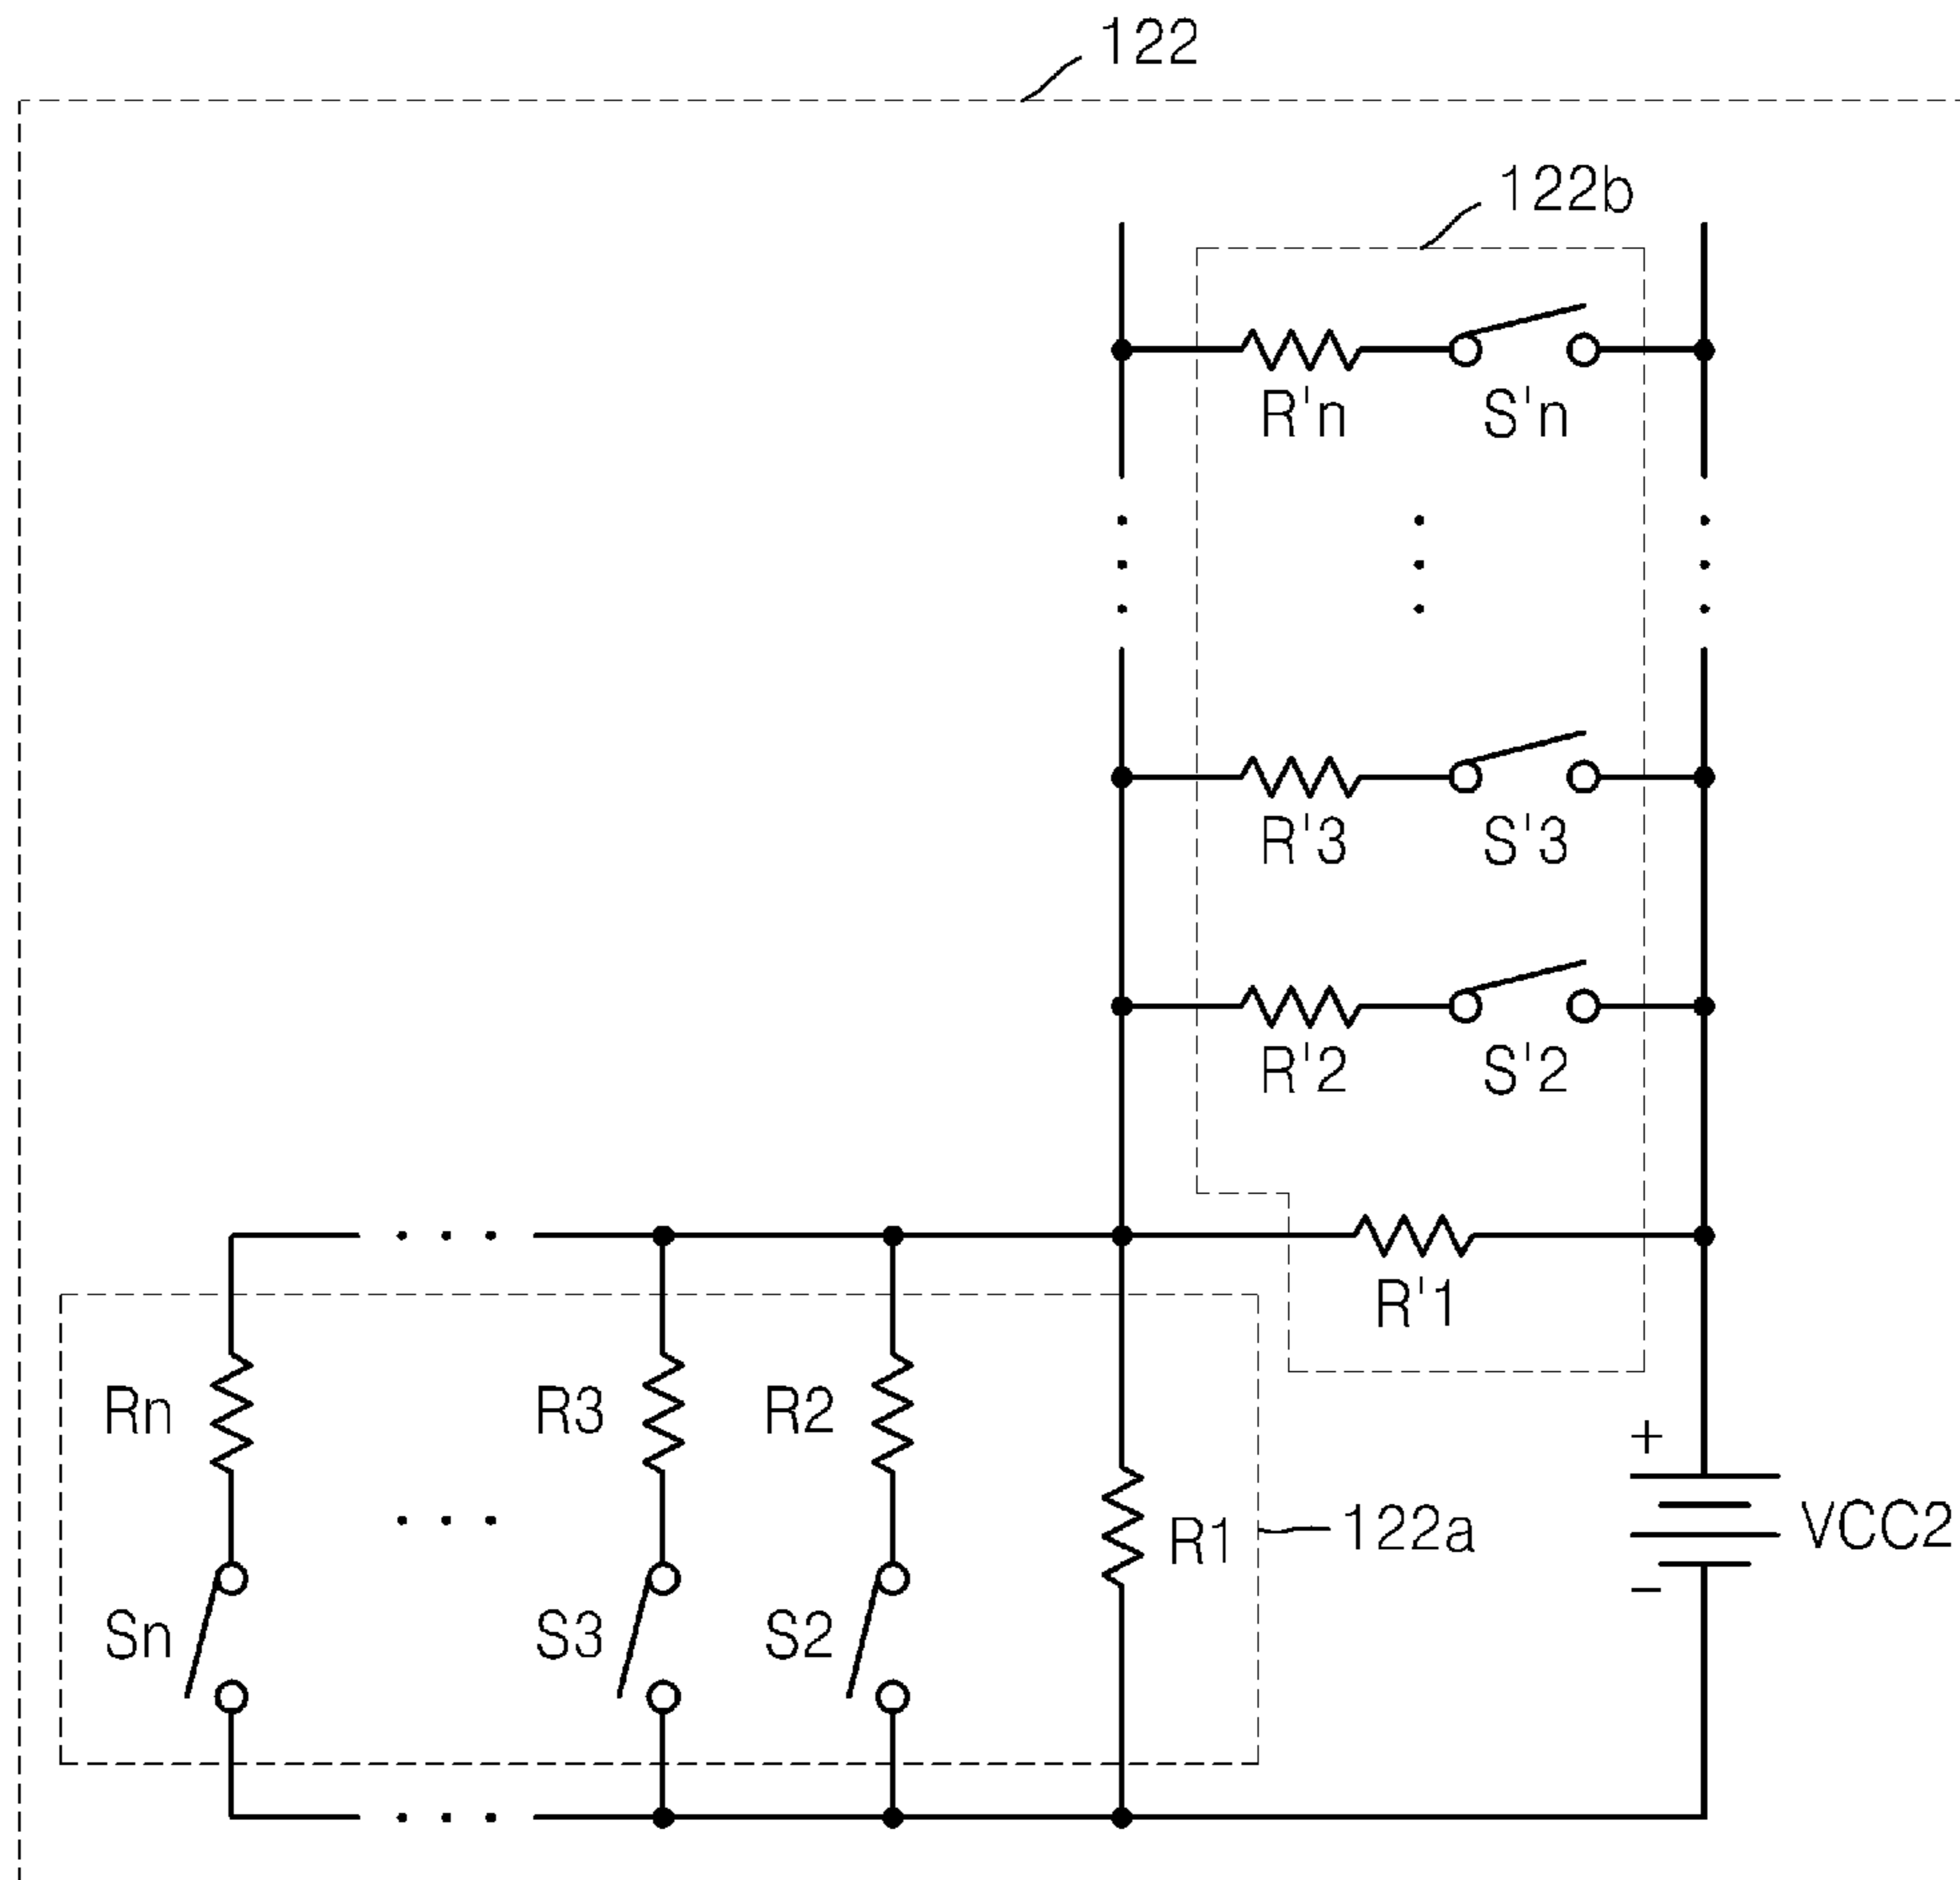 122
122b
R'n S'n
R'3 S'3
R'2 S'2
R'1
+
Rn R3 R2
R1 122a VCC2
−
Sn S3 S2